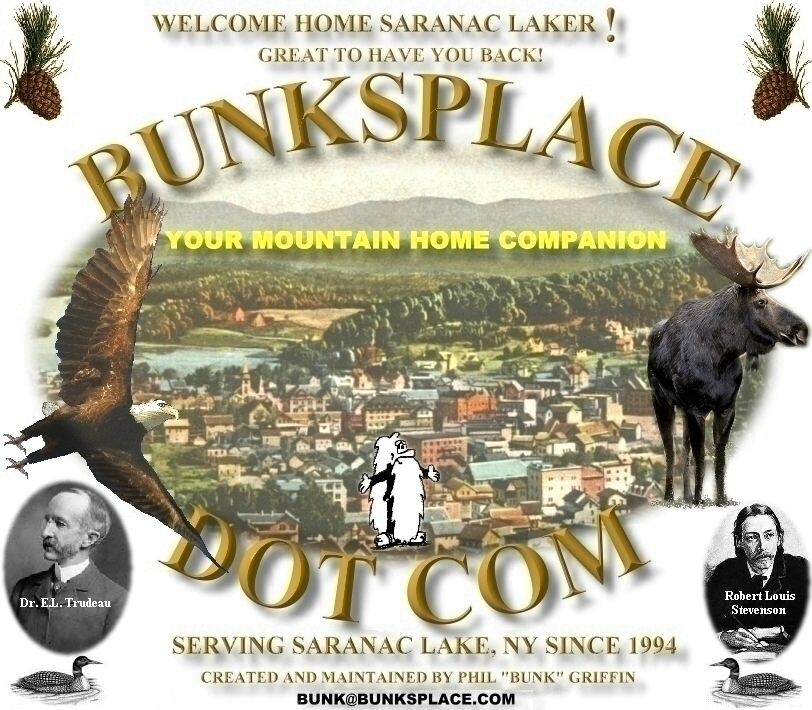 WELCOME HOME SARANAC LAKER !
GREAT TO HAVE YOU BACK!
BUNKSPLACE
YOUR MOUNTAIN HOME COMPANION
DOT COM
Dr. E.L. Trudeau
Robert Louis
Stevenson
SERVING SARANAC LAKE, NY SINCE 1994
CREATED AND MAINTAINED BY PHIL "BUNK" GRIFFIN
BUNK@BUNKSPLACE.COM